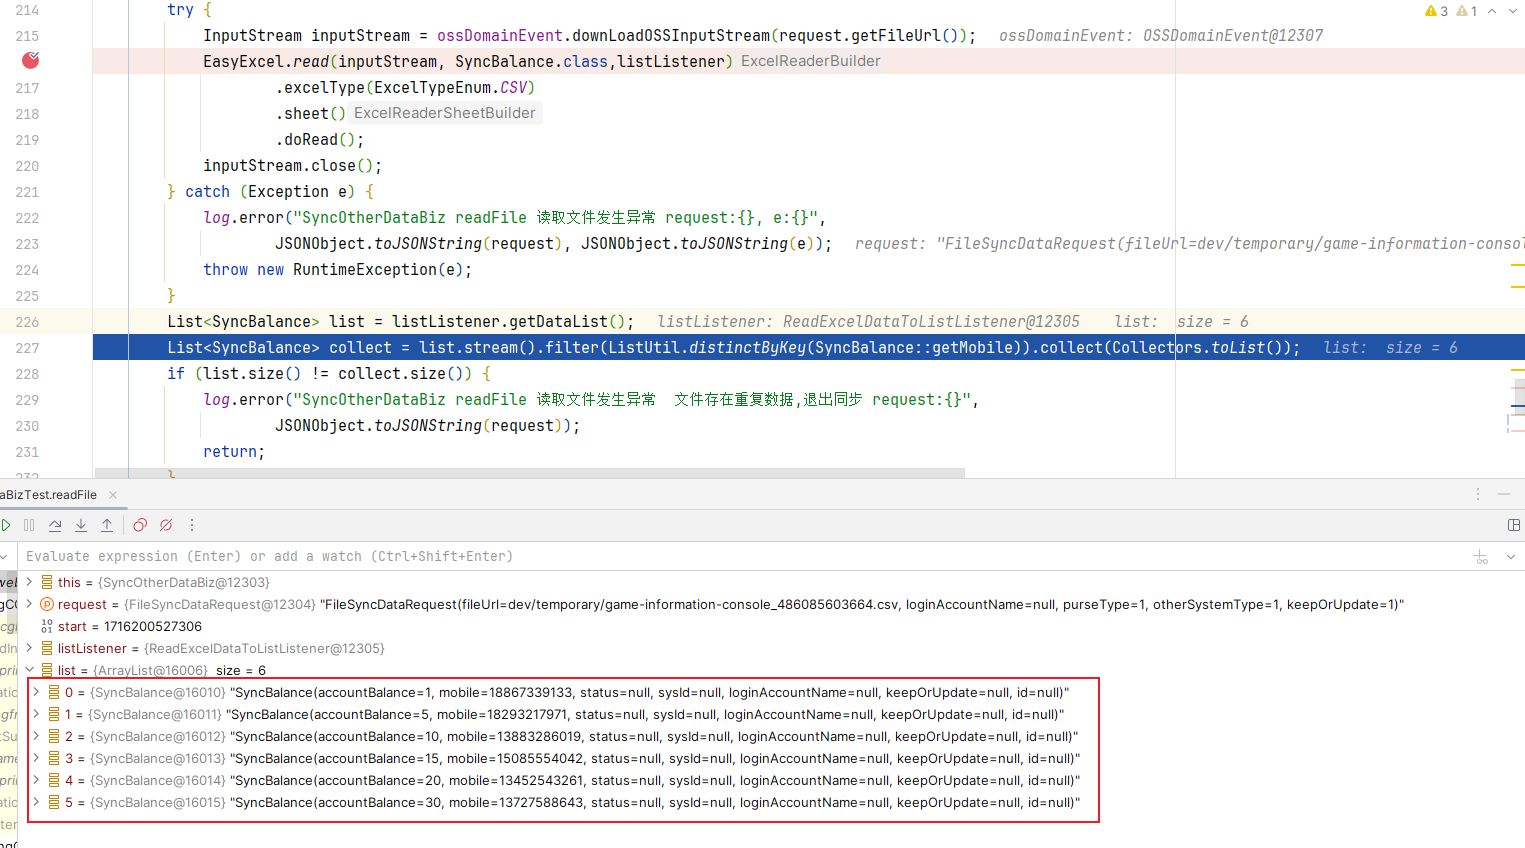 214 try {
215 InputStream inputStream = ossDomainEvent.downLoadOSSInputStream(request.getFileUrl()); ossDomainEvent: OSSDomainEvent@12307
EasyExcel.read(inputStream, SyncBalance.class,listListener) ExcelReaderBuilder
217 .excelType(ExcelTypeEnum.CSV)
218 .sheet() ExcelReaderSheetBuilder
219 .doRead();
220 inputStream.close();
221 } catch (Exception e) {
222 log.error("SyncOtherDataBiz readFile 读取文件发生异常 request:{}, e:{}",
223 JSONObject.toJSONString(request), JSONObject.toJSONString(e)); request: "FileSyncDataRequest(fileUrl=dev/temporary/game-information-consol
224 throw new RuntimeException(e);
225 }
226 List<SyncBalance> list = listListener.getDataList(); listListener: ReadExcelDataToListListener@12305 list: size = 6
227 List<SyncBalance> collect = list.stream().filter(ListUtil.distinctByKey(SyncBalance::getMobile)).collect(Collectors.toList()); list: size = 6
228 if (list.size() != collect.size()) {
229 log.error("SyncOtherDataBiz readFile 读取文件发生异常 文件存在重复数据,退出同步 request:{}",
230 JSONObject.toJSONString(request));
231 return;
232 }
3 1
aBizTest.readFile
Evaluate expression (Enter) or add a watch (Ctrl+Shift+Enter)
this = {SyncOtherDataBiz@12303}
request = {FileSyncDataRequest@12304} "FileSyncDataRequest(fileUrl=dev/temporary/game-information-console_486085603664.csv, loginAccountName=null, purseType=1, otherSystemType=1, keepOrUpdate=1)"
start = 1716200527306
listListener = {ReadExcelDataToListListener@12305}
list = {ArrayList@16006} size = 6
0 = {SyncBalance@16010} "SyncBalance(accountBalance=1, mobile=18867339133, status=null, sysId=null, loginAccountName=null, keepOrUpdate=null, id=null)"
1 = {SyncBalance@16011} "SyncBalance(accountBalance=5, mobile=18293217971, status=null, sysId=null, loginAccountName=null, keepOrUpdate=null, id=null)"
2 = {SyncBalance@16012} "SyncBalance(accountBalance=10, mobile=13883286019, status=null, sysId=null, loginAccountName=null, keepOrUpdate=null, id=null)"
3 = {SyncBalance@16013} "SyncBalance(accountBalance=15, mobile=15085554042, status=null, sysId=null, loginAccountName=null, keepOrUpdate=null, id=null)"
4 = {SyncBalance@16014} "SyncBalance(accountBalance=20, mobile=13452543261, status=null, sysId=null, loginAccountName=null, keepOrUpdate=null, id=null)"
5 = {SyncBalance@16015} "SyncBalance(accountBalance=30, mobile=13727588643, status=null, sysId=null, loginAccountName=null, keepOrUpdate=null, id=null)"